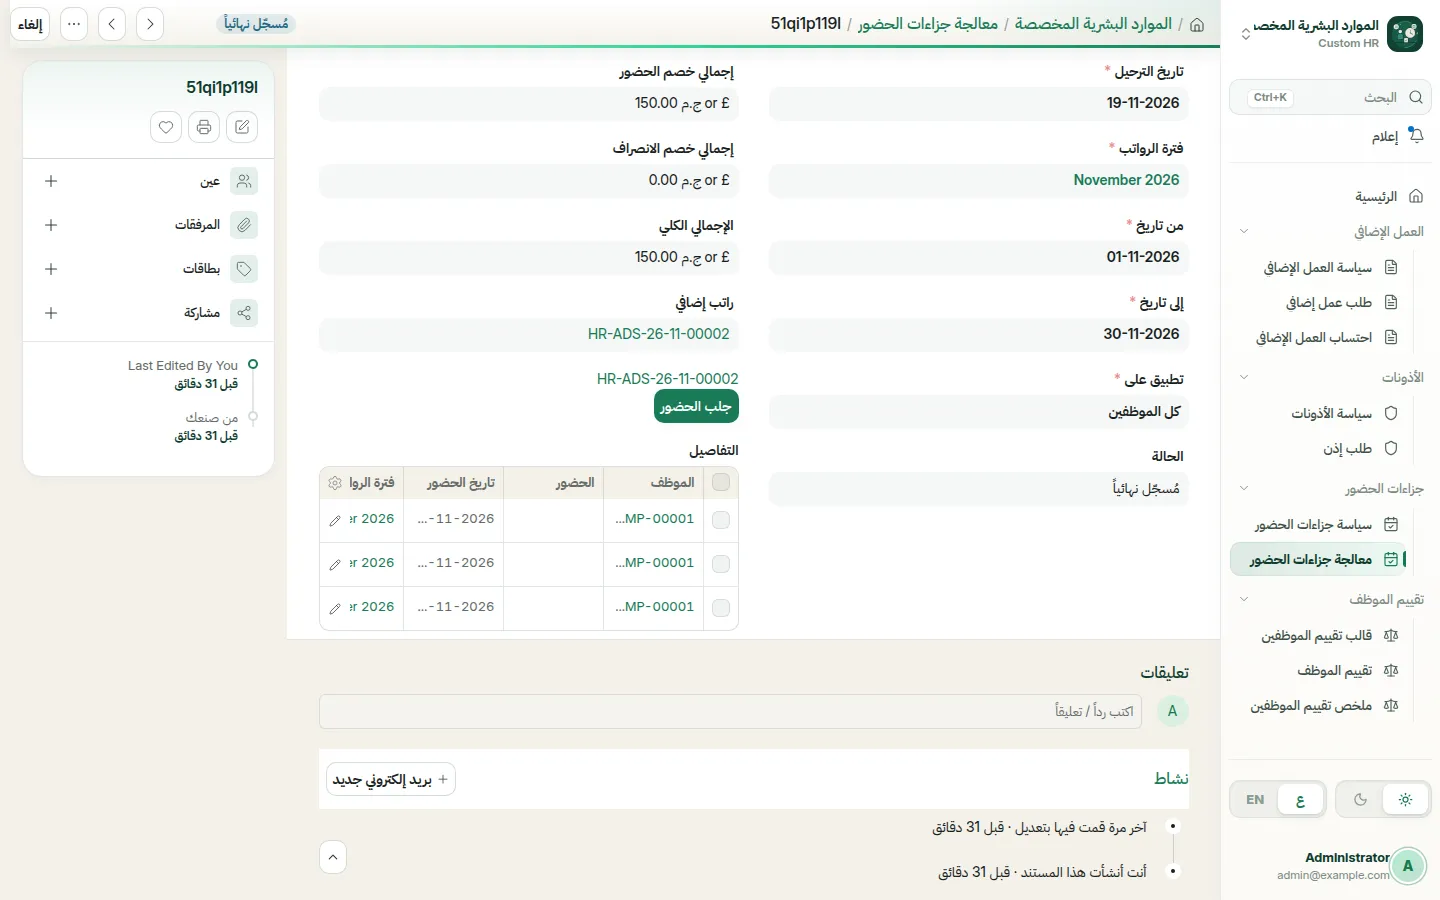 الموارد البشرية المخصص
Custom HR
البحث
Ctrl+K
إعلام
الرئيسية
العمل الإضافي
سياسة العمل الإضافي
طلب عمل إضافي
احتساب العمل الإضافي
الأذونات
سياسة الأذونات
طلب إذن
جزاءات الحضور
سياسة جزاءات الحضور
معالجة جزاءات الحضور
تقييم الموظف
قالب تقييم الموظفين
تقييم الموظف
ملخص تقييم الموظفين
ع
EN
Administrator
admin@example.com
A
/ الموارد البشرية المخصصة / معالجة جزاءات الحضور / 51qi1p119l
مُسجّل نهائياً
إلغاء
تاريخ الترحيل *
19-11-2026
فترة الرواتب *
November 2026
من تاريخ *
01-11-2026
إلى تاريخ *
30-11-2026
تطبيق على *
كل الموظفين
الحالة
مُسجّل نهائياً
إجمالي خصم الحضور
£ or ج.م 150.00
إجمالي خصم الانصراف
£ or ج.م 0.00
الإجمالي الكلي
£ or ج.م 150.00
راتب إضافي
HR-ADS-26-11-00002
HR-ADS-26-11-00002
جلب الحضور
التفاصيل
الموظف الحضور تاريخ الحضور فترة الروا
...MP-00001 ...-11-2026 er 2026
...MP-00001 ...-11-2026 er 2026
...MP-00001 ...-11-2026 er 2026
تعليقات
A
اكتب رداً / تعليقاً
نشاط
+ بريد إلكتروني جديد
آخر مرة قمت فيها بتعديل · قبل 31 دقائق
أنت أنشأت هذا المستند · قبل 31 دقائق
51qi1p119l
عين
المرفقات
بطاقات
مشاركة
Last Edited By You
قبل 31 دقائق
من صنعك
قبل 31 دقائق